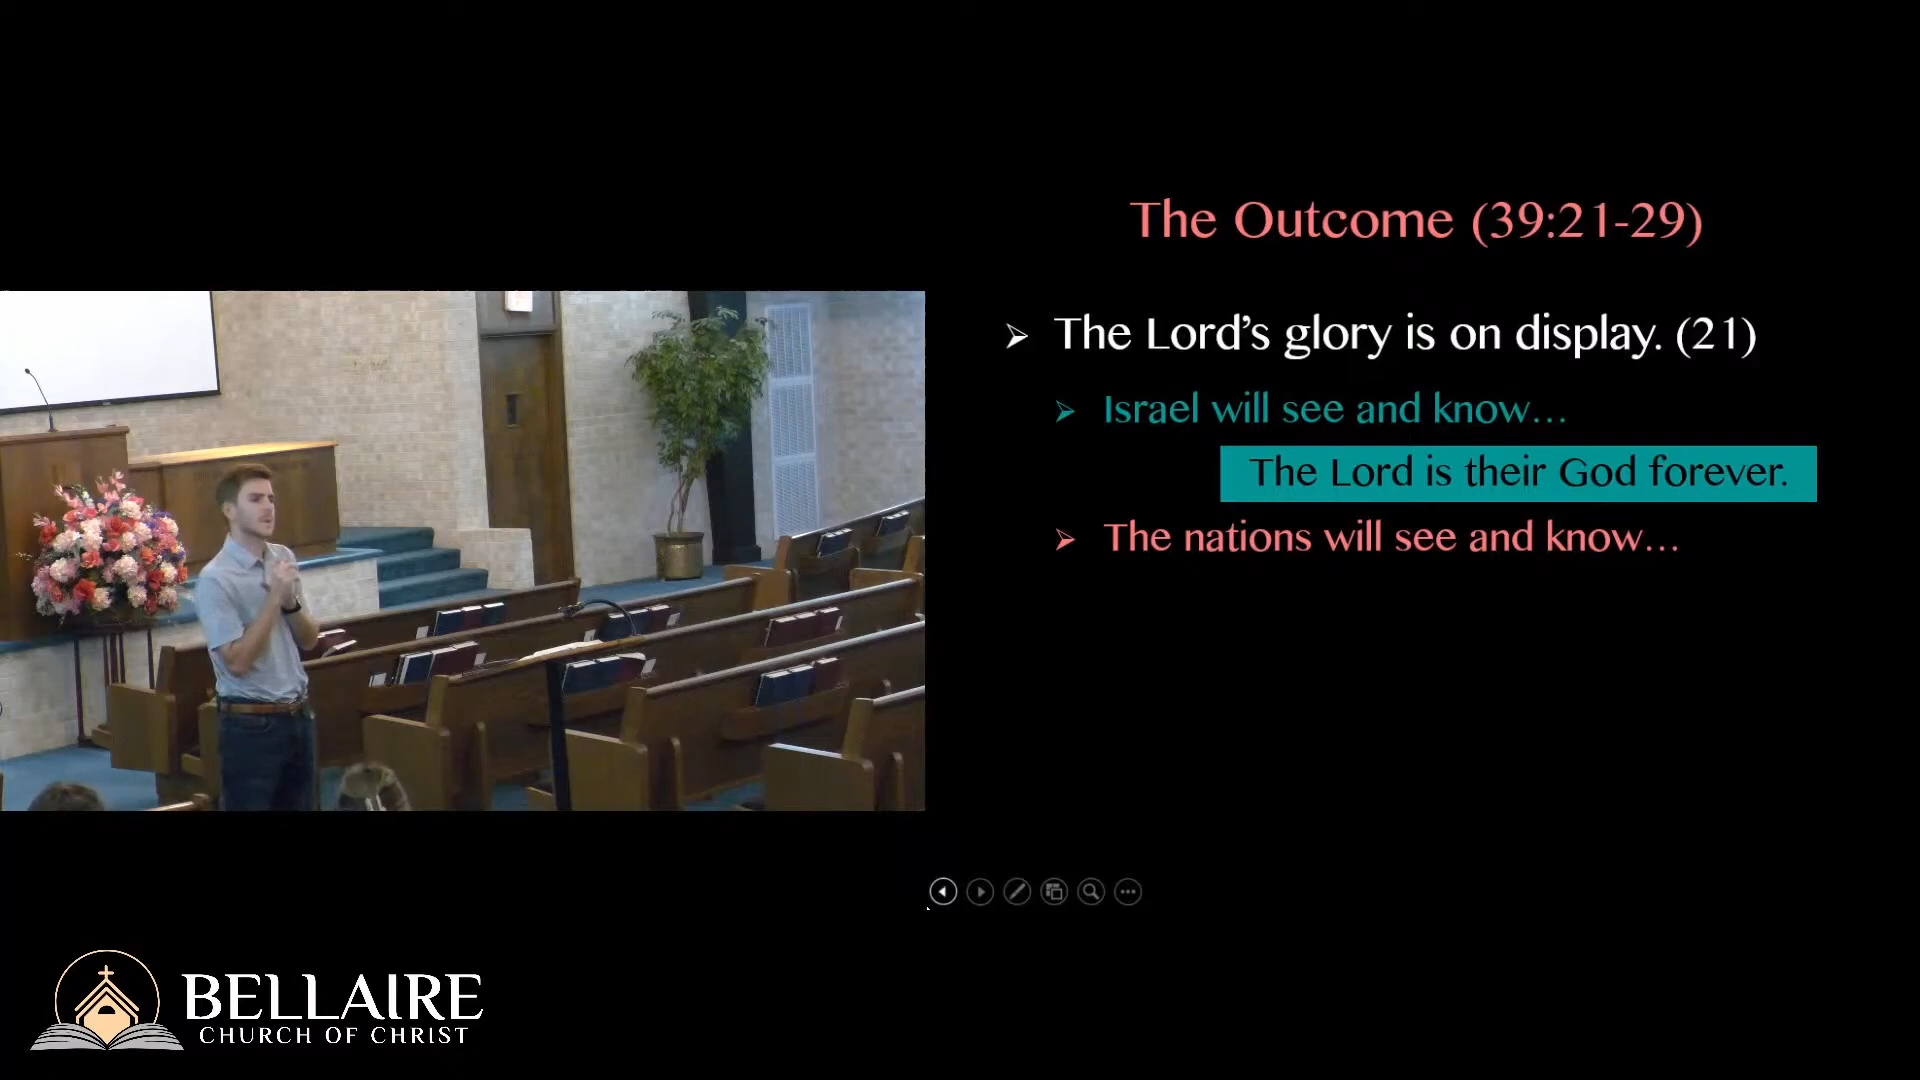 The Outcome (39:21-29)
The Lord's glory is on display. (21)
Israel will see and know…
The Lord is their God forever.
The nations will see and know…
BELLAIRE
CHURCH OF CHRIST